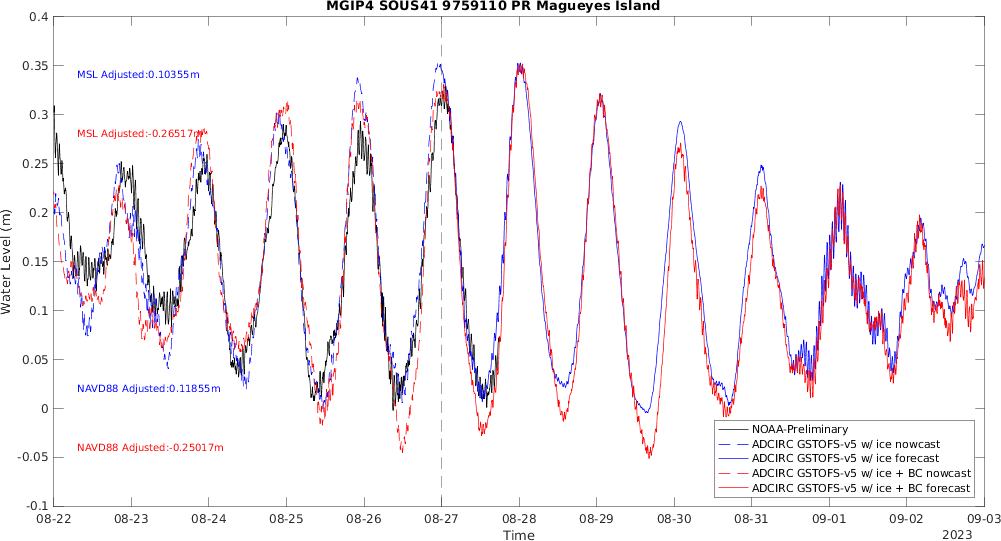 MGIP4 SOUS41 9759110 PR Magueyes Island
0.4
0.35
0.3
0.25
0.2
0.15
0.1
0.05
0
-0.05
-0.1
Water Level (m)
MSL Adjusted:0.10355m
MSL Adjusted:-0.26517m
NAVD88 Adjusted:0.11855m
NAVD88 Adjusted:-0.25017m
NOAA-Preliminary
ADCIRC GSTOFS-v5 w/ ice nowcast
ADCIRC GSTOFS-v5 w/ ice forecast
ADCIRC GSTOFS-v5 w/ ice + BC nowcast
ADCIRC GSTOFS-v5 w/ ice + BC forecast
08-22 08-23 08-24 08-25 08-26 08-27 08-28 08-29 08-30 08-31 09-01 09-02 09-03
Time
2023